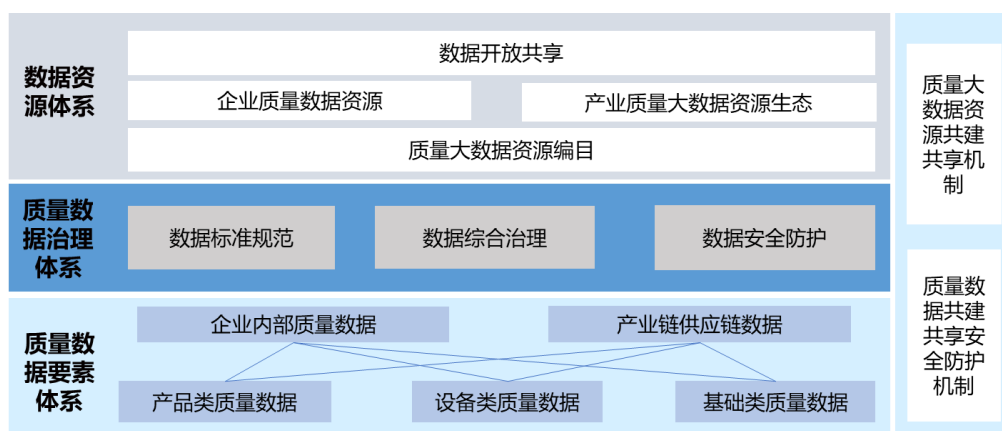 数据资
源体系
数据开放共享
企业质量数据资源
产业质量大数据资源生态
质量大数据资源编目
质量数
据治理
体系
数据标准规范
数据综合治理
数据安全防护
质量数
据要素
体系
企业内部质量数据
产业链供应链数据
产品类质量数据
设备类质量数据
基础类质量数据
质量大
数据资
源共建
共享机
制
质量数
据共建
共享安
全防护
机制